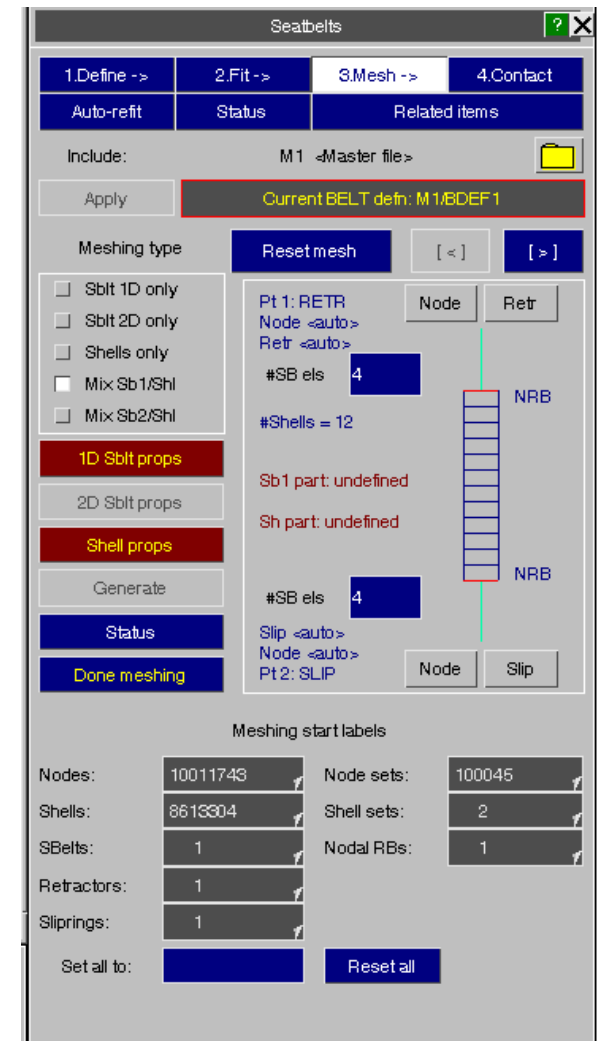 Seatbelts ? X
1.Define -> 2.Fit -> 3.Mesh -> 4.Contact
Auto-refit Status Related items
Include: M1 <Master file>
Apply Current BELT defn: M1/BDEF1
Meshing type Reset mesh [ < ] [ > ]
Sblt 1D only
Sblt 2D only
Shells only
Mix Sb1/Shl
Mix Sb2/Shl
1D Sblt props
2D Sblt props
Shell props
Generate
Status
Done meshing
Pt 1: RETR Node Retr
Node <auto>
Retr <auto>
#SB els 4
NRB
#Shells = 12
Sb1 part: undefined
Sh part: undefined
NRB
#SB els 4
Slip <auto>
Node <auto>
Pt 2: SLIP Node Slip
Meshing start labels
Nodes: 10011743 Node sets: 100045
Shells: 8613304 Shell sets: 2
SBelts: 1 Nodal RBs: 1
Retractors: 1
Sliprings: 1
Set all to: Reset all